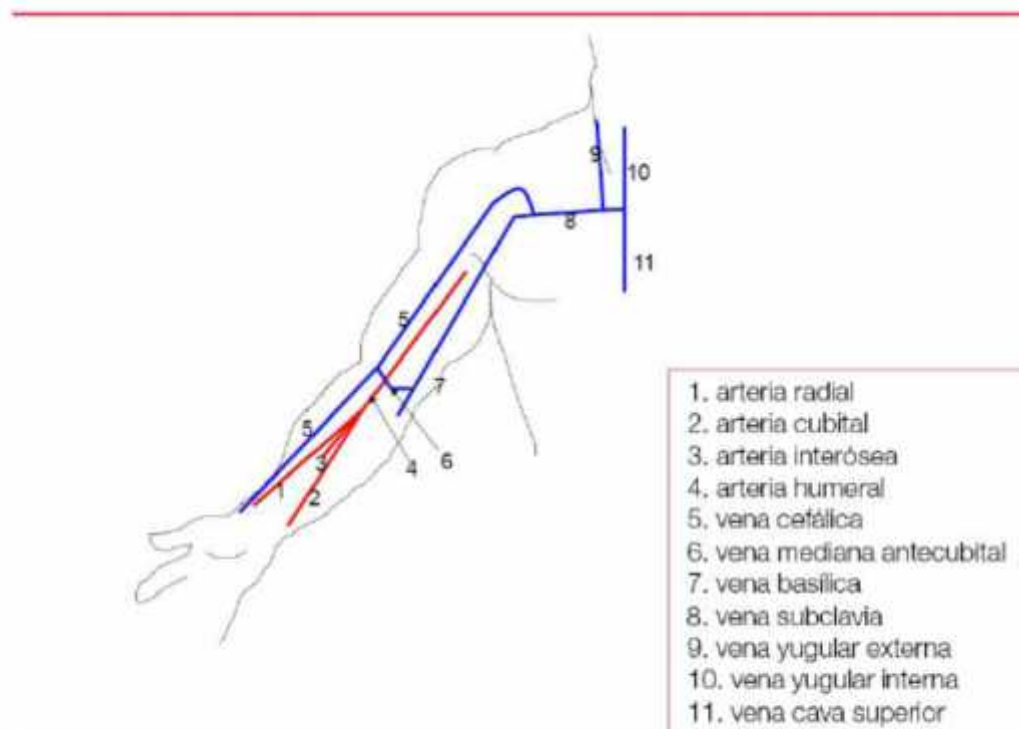 9
10
8
11
5
7
5
4
6
3
1
2
1. arteria radial
2. arteria cubital
3. arteria interósea
4. arteria humeral
5. vena cefálica
6. vena mediana antecubital
7. vena basílica
8. vena subclavia
9. vena yugular externa
10. vena yugular interna
11. vena cava superior